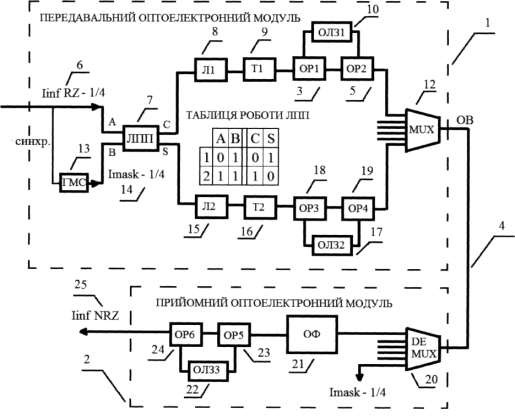 ПЕРЕДАВАЛЬНИЙ ОПТОЕЛЕКТРОННИЙ МОДУЛЬ
10
1
8
9
ОЛЗ1
6
Iinf RZ-1/4
7
Л1
Т1
ОР1
ОР2
12
A
C
3
5
ЛПП
ТАБЛИЦЯ РОБОТИ ЛПП
MUX
ОВ
синхр.
13
B
S
A B C S
1 0 1 0 1
2 1 1 1 0
ГМС
Imask - 1/4
14
18
19
Л2
Т2
ОР3
ОР4
15
16
ОЛЗ2
17
4
25
ПРИЙОМНИЙ ОПТОЕЛЕКТРОННИЙ МОДУЛЬ
Iinf NRZ
ОР6
ОР5
ОФ
DE
MUX
24
23
21
20
2
ОЛЗ3
22
Imask- 1/4